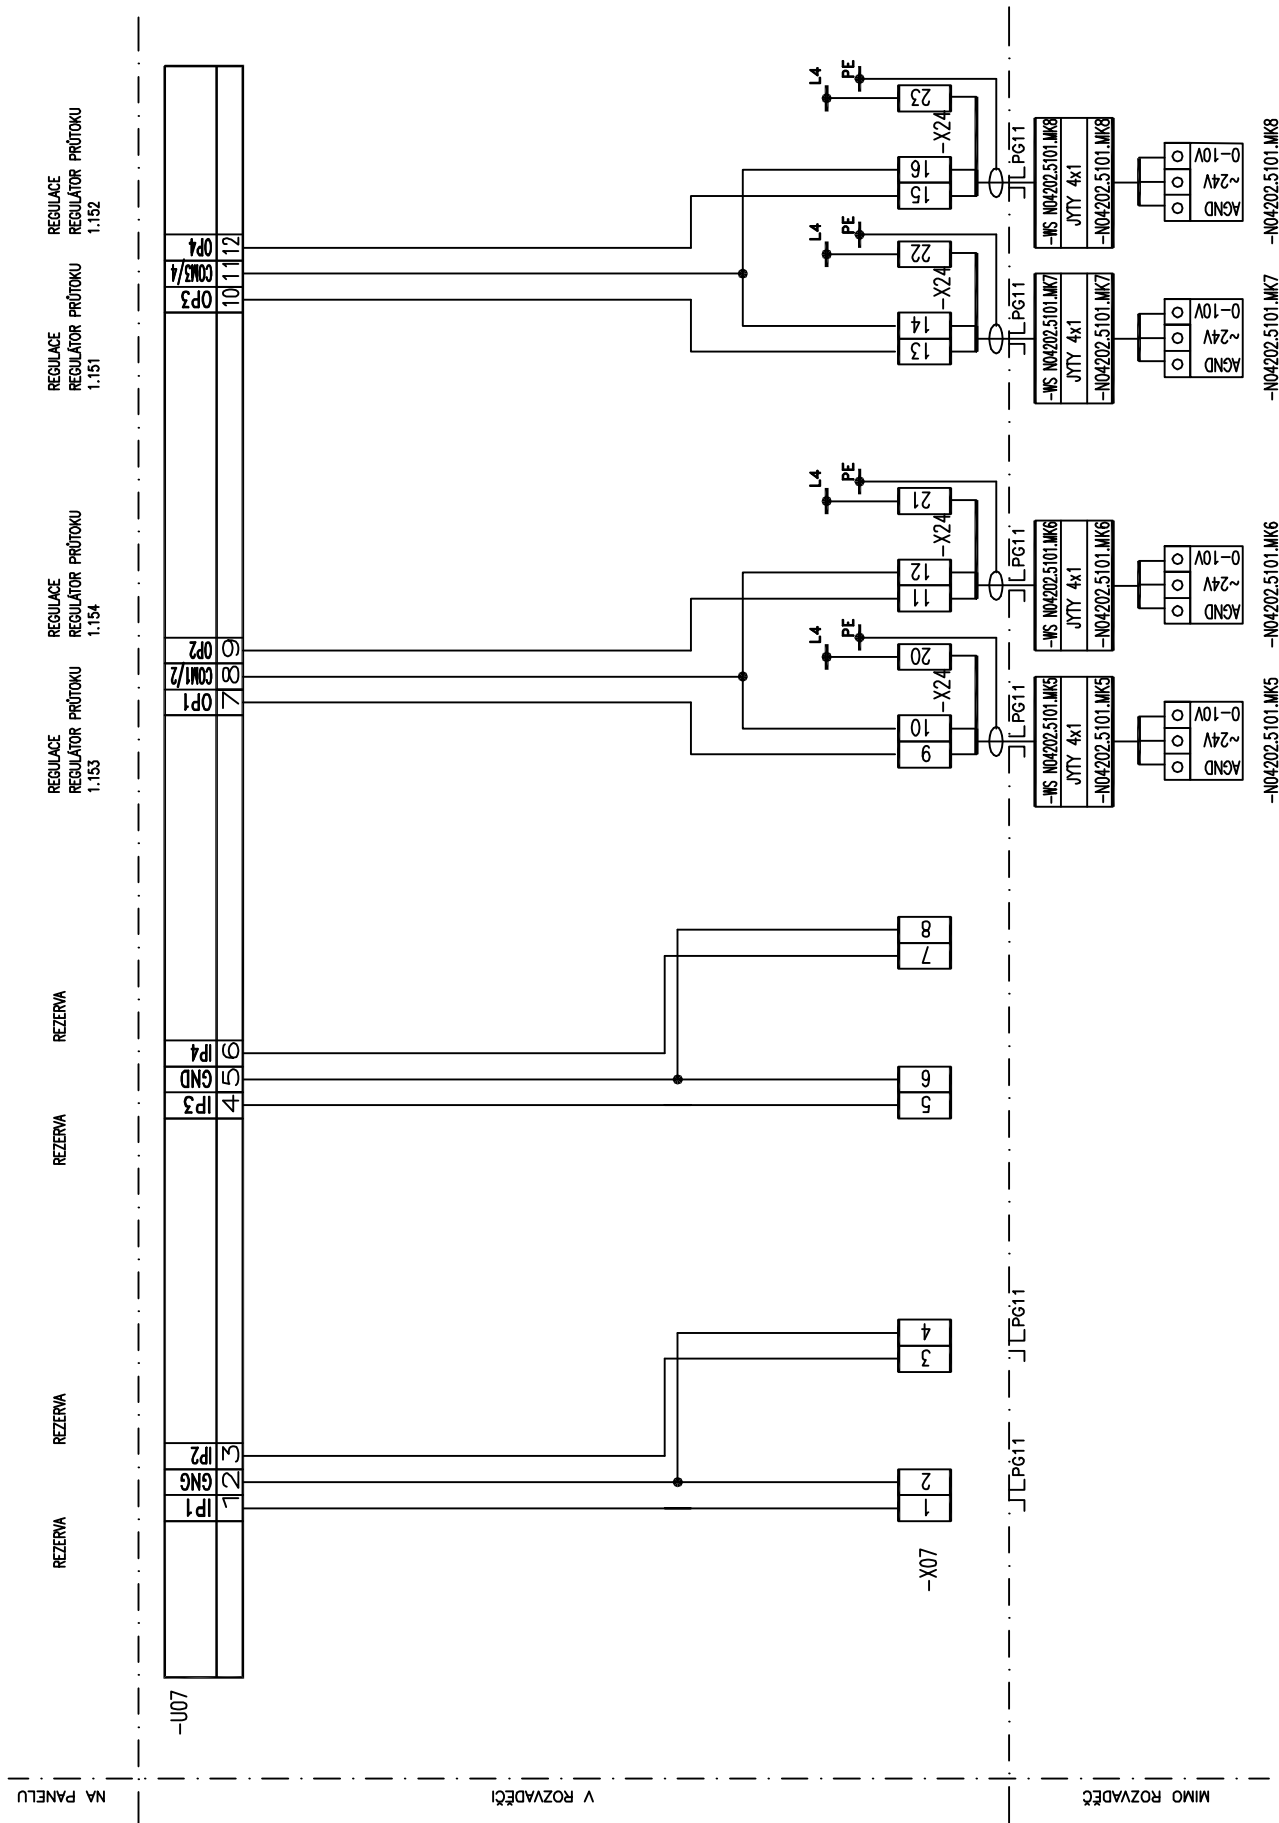 NA PANELU
V ROZVADĚČI
MIMO ROZVADĚČ
REZERVA
REZERVA
REZERVA
REZERVA
REGULACE
REGULÁTOR PRŮTOKU
1.153
REGULACE
REGULÁTOR PRŮTOKU
1.154
REGULACE
REGULÁTOR PRŮTOKU
1.151
REGULACE
REGULÁTOR PRŮTOKU
1.152
-U07
IP1
GNG
IP2
IP3
GND
IP4
OP1
COM1/2
OP2
OP3
COM3/4
OP4
1
2
3
4
5
6
7
8
9
10
11
12
L4
PE
L4
PE
L4
PE
L4
PE
-X07
1
2
3
4
5
6
7
8
9
10
-X24
20
11
12
-X24
21
13
14
-X24
22
15
16
-X24
23
PG11
PG11
PG11
PG11
PG11
PG11
-WS N04202.5101.MK5
JYTY 4x1
-N04202.5101.MK5
-WS N04202.5101.MK6
JYTY 4x1
-N04202.5101.MK6
-WS N04202.5101.MK7
JYTY 4x1
-N04202.5101.MK7
-WS N04202.5101.MK8
JYTY 4x1
-N04202.5101.MK8
AGND
~24V
0-10V
AGND
~24V
0-10V
AGND
~24V
0-10V
AGND
~24V
0-10V
-N04202.5101.MK5
-N04202.5101.MK6
-N04202.5101.MK7
-N04202.5101.MK8